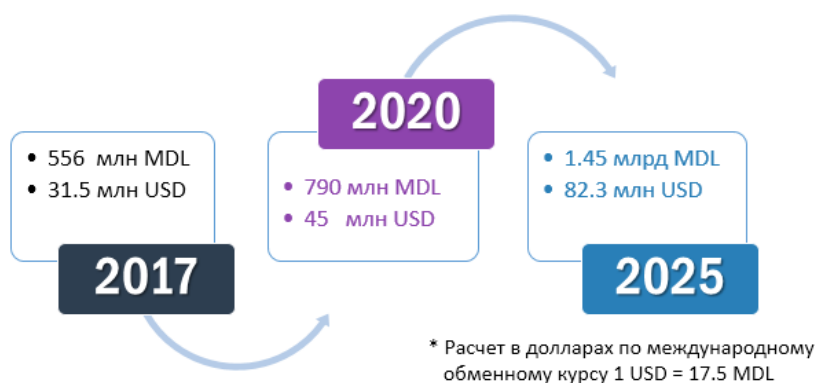 2020
• 556 млн MDL
• 31.5 млн USD
2017
• 790 млн MDL
• 45 млн USD
• 1.45 млрд MDL
• 82.3 млн USD
2025
* Расчет в долларах по международному
обменному курсу 1 USD = 17.5 MDL